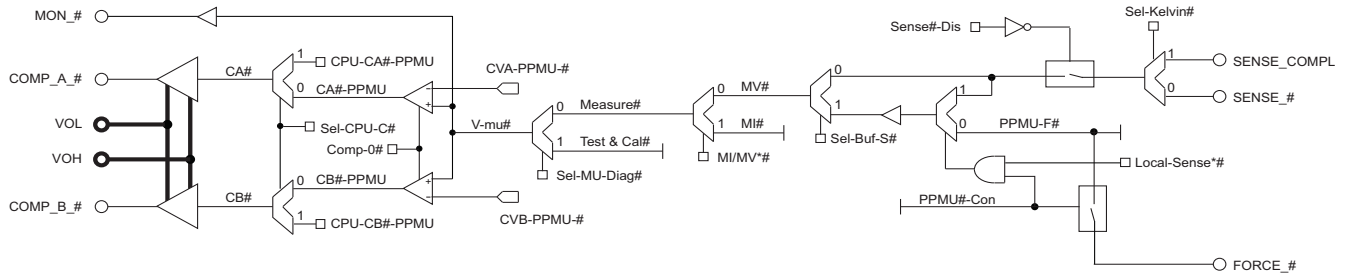 MON_#
Sel-Kelvin#
Sense#-Dis
1
CPU-CA#-PPMU
CVA-PPMU-#
1
SENSE_COMPL
COMP_A_#
CA#
0
CA#-PPMU
0
MV#
0
0
SENSE_#
VOL
Sel-CPU-C#
V-mu#
0
Measure#
1
MI#
1
Sel-Buf-S#
1
0
PPMU-F#
VOH
Comp-0#
1
Test & Cal#
MI/MV*#
Local-Sense*#
CB#-PPMU
Sel-MU-Diag#
COMP_B_#
CB#
0
1
CPU-CB#-PPMU
CVB-PPMU-#
PPMU#-Con
FORCE_#
+
−
+
−